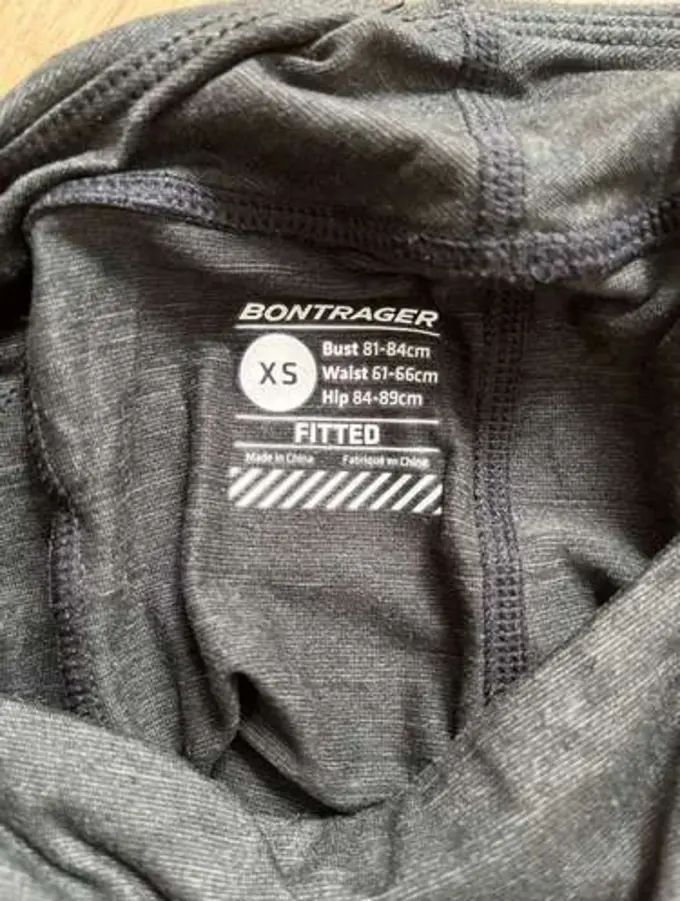 BONTRAGER
XS
Bust 81-84cm
Waist 61-66cm
Hip 84-89cm
FITTED
Made in China Fabriqué en Chine